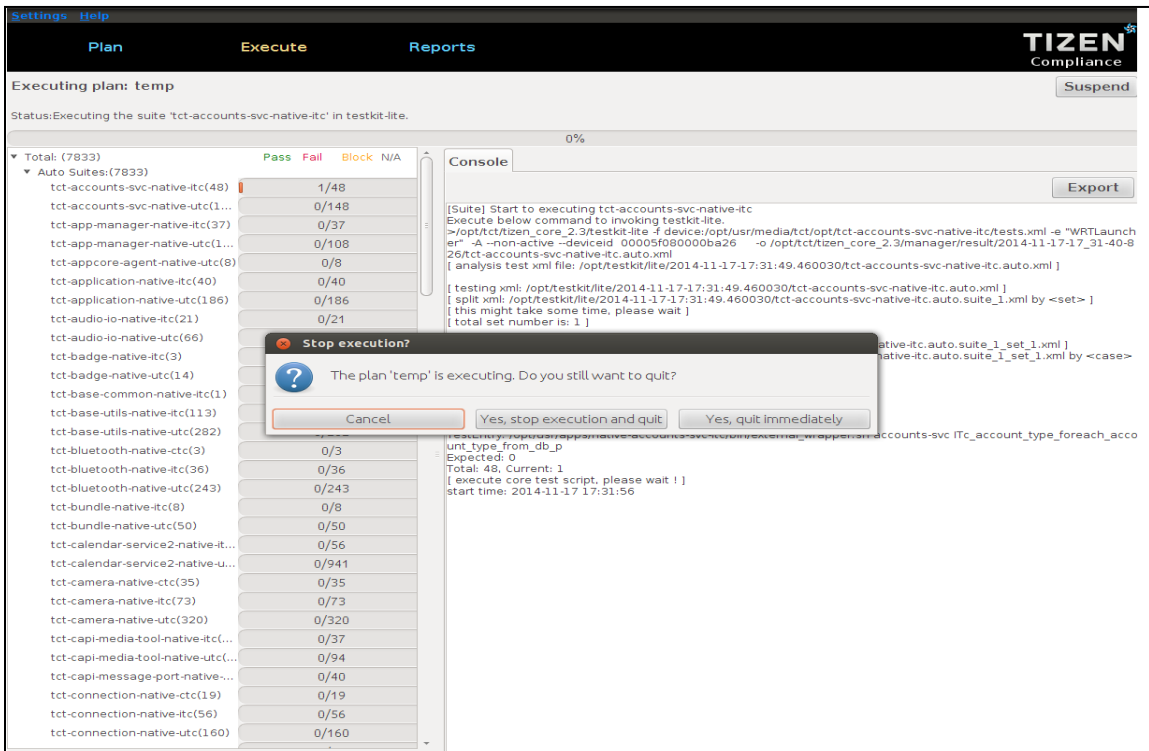 Settings Help
Plan Execute Reports
TIZEN
Compliance
Executing plan: temp
Suspend
Status:Executing the suite 'tct-accounts-svc-native-itc' in testkit-lite.
0%
Total: (7833) Pass Fail Block N/A
Auto Suites:(7833)
tct-accounts-svc-native-itc(48) 1/48
tct-accounts-svc-native-utc(1... 0/148
tct-app-manager-native-itc(37) 0/37
tct-app-manager-native-utc(1... 0/108
tct-appcore-agent-native-utc(8) 0/8
tct-application-native-itc(40) 0/40
tct-application-native-utc(186) 0/186
tct-audio-io-native-itc(21) 0/21
tct-audio-io-native-utc(66)
tct-badge-native-itc(3)
tct-badge-native-utc(14)
tct-base-common-native-itc(1)
tct-base-utils-native-itc(113)
tct-base-utils-native-utc(282)
tct-bluetooth-native-ctc(3) 0/3
tct-bluetooth-native-itc(36) 0/36
tct-bluetooth-native-utc(243) 0/243
tct-bundle-native-itc(8) 0/8
tct-bundle-native-utc(50) 0/50
tct-calendar-service2-native-it... 0/56
tct-calendar-service2-native-u... 0/941
tct-camera-native-ctc(35) 0/35
tct-camera-native-itc(73) 0/73
tct-camera-native-utc(320) 0/320
tct-capi-media-tool-native-itc(... 0/37
tct-capi-media-tool-native-utc(... 0/94
tct-capi-message-port-native-... 0/40
tct-connection-native-ctc(19) 0/19
tct-connection-native-itc(56) 0/56
tct-connection-native-utc(160) 0/160
Console
Export
[Suite] Start to executing tct-accounts-svc-native-itc
Execute below command to invoking testkit-lite.
>/opt/tct/tizen_core_2.3/testkit-lite -f device:/opt/usr/media/tct/opt/tct-accounts-svc-native-itc/tests.xml -e "WRTLaunch
er" -A --non-active --deviceid 00005f080000ba26 -o /opt/tct/tizen_core_2.3/manager/result/2014-11-17-17_31-40-8
26/tct-accounts-svc-native-itc.auto.xml
[ analysis test xml file: /opt/testkit/lite/2014-11-17-17:31:49.460030/tct-accounts-svc-native-itc.auto.xml ]
[ testing xml: /opt/testkit/lite/2014-11-17-17:31:49.460030/tct-accounts-svc-native-itc.auto.xml ]
[ split xml: /opt/testkit/lite/2014-11-17-17:31:49.460030/tct-accounts-svc-native-itc.auto.suite_1.xml by <set> ]
[ this might take some time, please wait ]
[ total set number is: 1 ]
ative-itc.auto.suite_1_set_1.xml ]
native-itc.auto.suite_1_set_1.xml by <case>
Stop execution?
The plan 'temp' is executing. Do you still want to quit?
Cancel
Yes, stop execution and quit
Yes, quit immediately
TestEntry: /opt/usr/apps/native-accounts-svc-itc/bin/external_wrapper.sh accounts-svc ITc_account_type_foreach_acco
unt_type_from_db_p
Expected: 0
Total: 48, Current: 1
[ execute core test script, please wait ! ]
start time: 2014-11-17 17:31:56